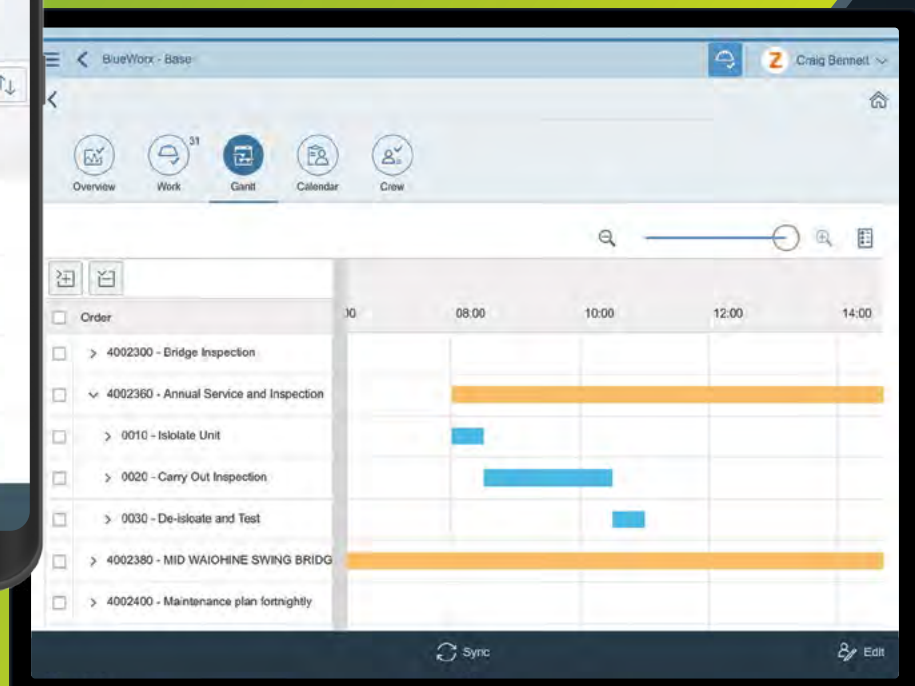 BlueWorx - Base
Z Craig Bennett
Overview
Work 31
Gantt
Calendar
Crew
Order
00 08:00 10:00 12:00 14:00
4002300 - Bridge Inspection
4002360 - Annual Service and Inspection
0010 - Islolate Unit
0020 - Carry Out Inspection
0030 - De-isloate and Test
4002380 - MID WAIOHINE SWING BRIDG
4002400 - Maintenance plan fortnightly
Sync
Edit